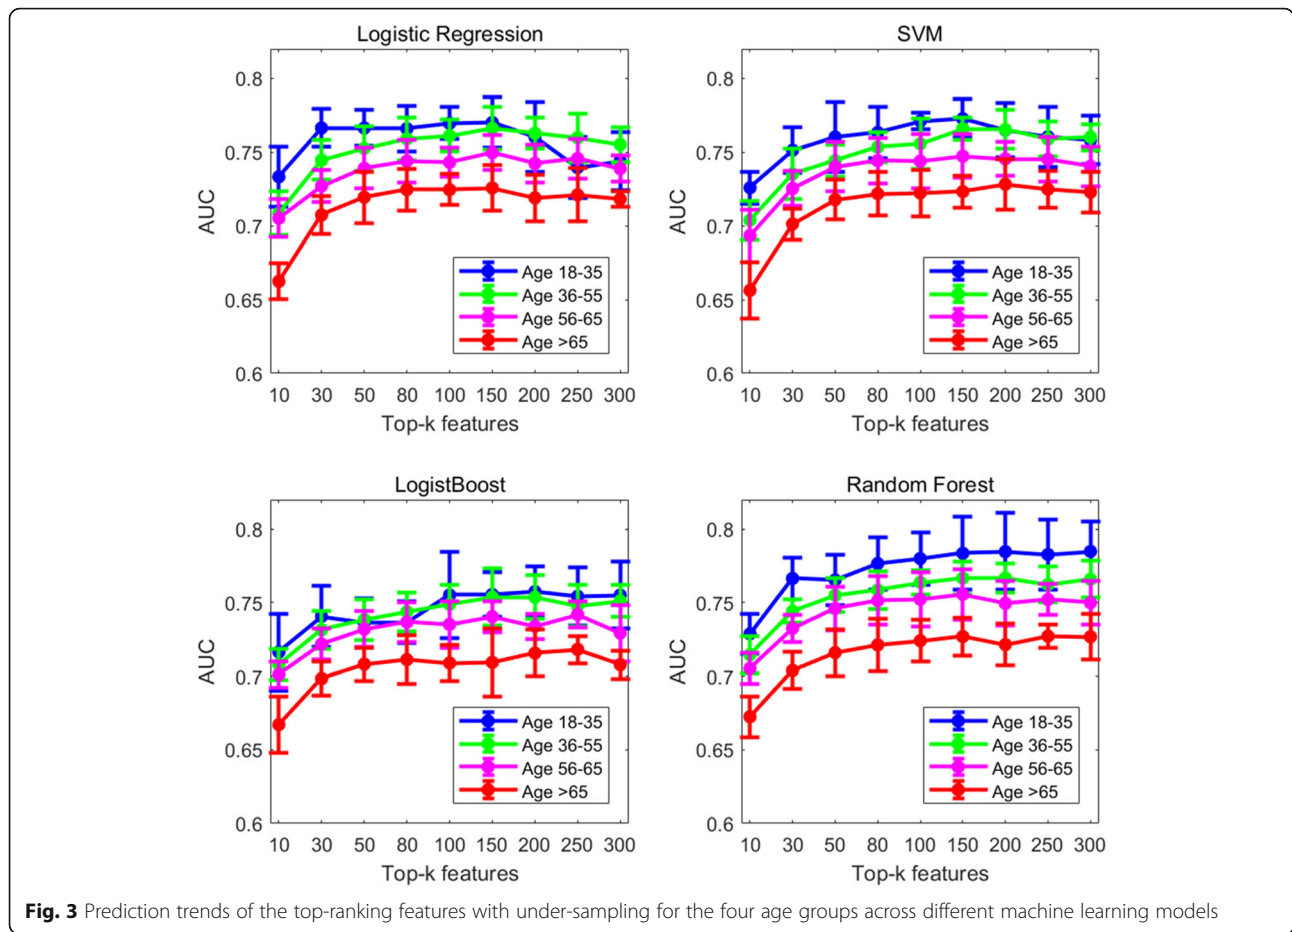 Logistic Regression
0.8
0.75
0.7
0.65
0.6
AUC
Age 18-35
Age 36-55
Age 56-65
Age >65
10 30 50 80 100 150 200 250 300
Top-k features
SVM
0.8
0.75
0.7
0.65
0.6
AUC
Age 18-35
Age 36-55
Age 56-65
Age >65
10 30 50 80 100 150 200 250 300
Top-k features
LogistBoost
0.8
0.75
0.7
0.65
0.6
AUC
Age 18-35
Age 36-55
Age 56-65
Age >65
10 30 50 80 100 150 200 250 300
Top-k features
Random Forest
0.8
0.75
0.7
0.65
0.6
AUC
Age 18-35
Age 36-55
Age 56-65
Age >65
10 30 50 80 100 150 200 250 300
Top-k features
Fig. 3 Prediction trends of the top-ranking features with under-sampling for the four age groups across different machine learning models